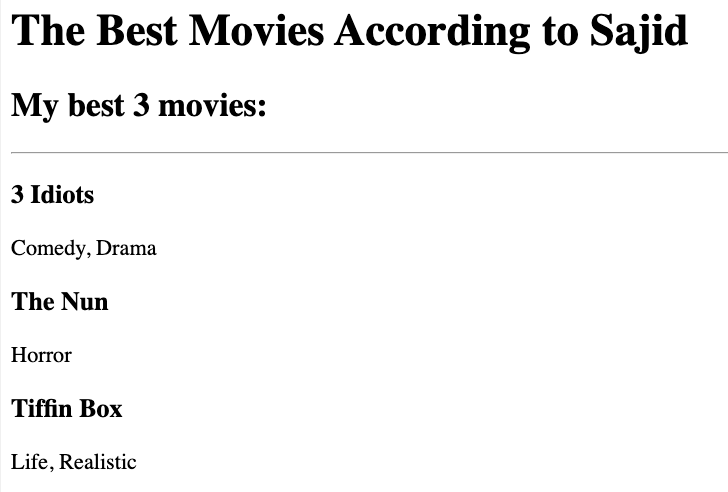 The Best Movies According to Sajid
My best 3 movies:
3 Idiots
Comedy, Drama
The Nun
Horror
Tiffin Box
Life, Realistic